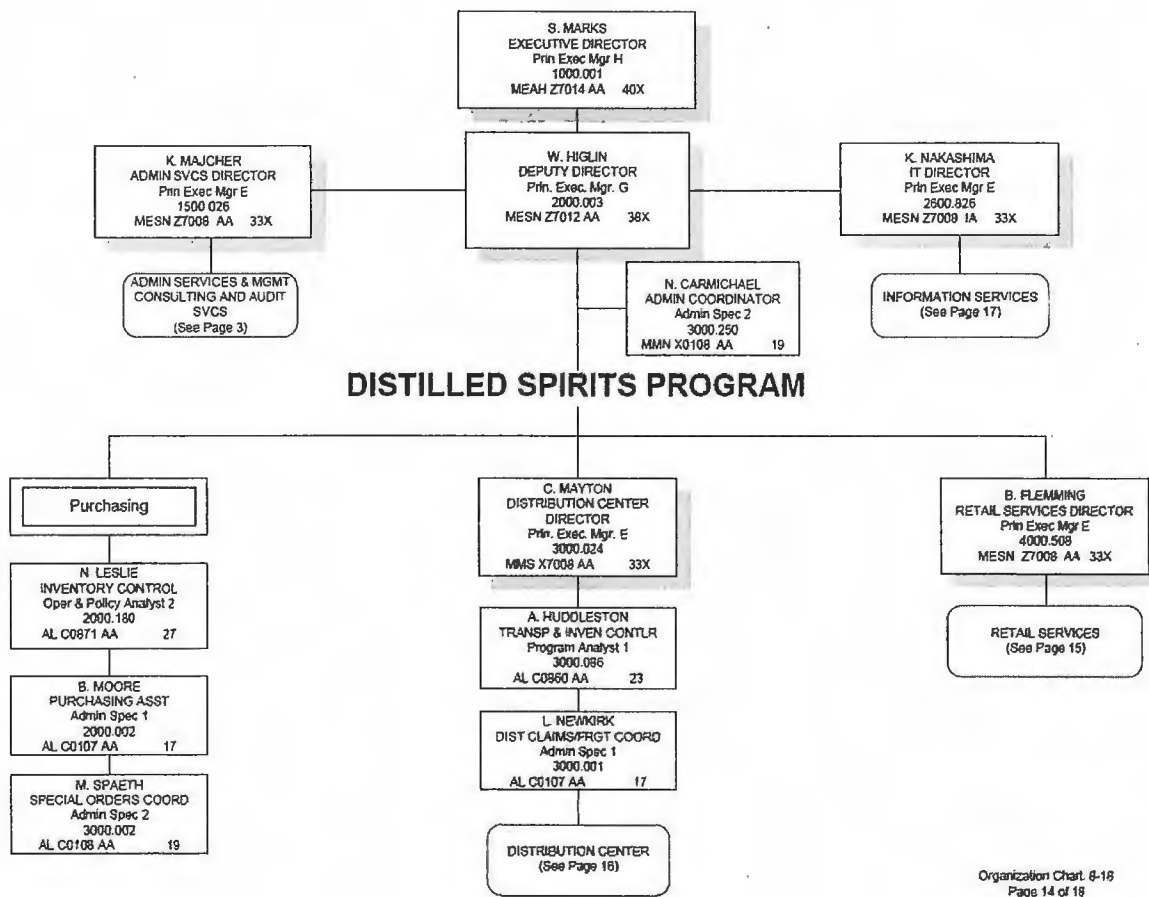 S. MARKS
EXECUTIVE DIRECTOR
Prin Exec Mgr H
1000.001
MEAH Z7014 AA 40X
K. MAJCHER
ADMIN SVCS DIRECTOR
Prin Exec Mgr E
1500.026
MESN Z7008 AA 33X
W. HIGLIN
DEPUTY DIRECTOR
Prin. Exec. Mgr. G
2000.003
MESN Z7012 AA 38X
K. NAKASHIMA
IT DIRECTOR
Prin Exec Mgr E
2600.826
MESN Z7008 IA 33X
ADMIN SERVICES & MGMT
CONSULTING AND AUDIT
SVCS
(See Page 3)
N. CARMICHAEL
ADMIN COORDINATOR
Admin Spec 2
3000.250
MMN X0108 AA 19
INFORMATION SERVICES
(See Page 17)
DISTILLED SPIRITS PROGRAM
Purchasing
N. LESLIE
INVENTORY CONTROL
Oper & Policy Analyst 2
2000.180
AL C0871 AA 27
B. MOORE
PURCHASING ASST
Admin Spec 1
2000.002
AL C0107 AA 17
M. SPAETH
SPECIAL ORDERS COORD
Admin Spec 2
3000.002
AL C0108 AA 19
C. MAYTON
DISTRIBUTION CENTER
DIRECTOR
Prin. Exec. Mgr. E
3000.024
MMS X7008 AA 33X
A. HUDDLESTON
TRANSP & INVEN CONTLR
Program Analyst 1
3000.086
AL C0860 AA 23
L. NEWKIRK
DIST CLAIMS/FRGT COORD
Admin Spec 1
3000.001
AL C0107 AA 17
DISTRIBUTION CENTER
(See Page 16)
B. FLEMMING
RETAIL SERVICES DIRECTOR
Prin Exec Mgr E
4000.508
MESN Z7008 AA 33X
RETAIL SERVICES
(See Page 15)
Organization Chart 8-18
Page 14 of 18